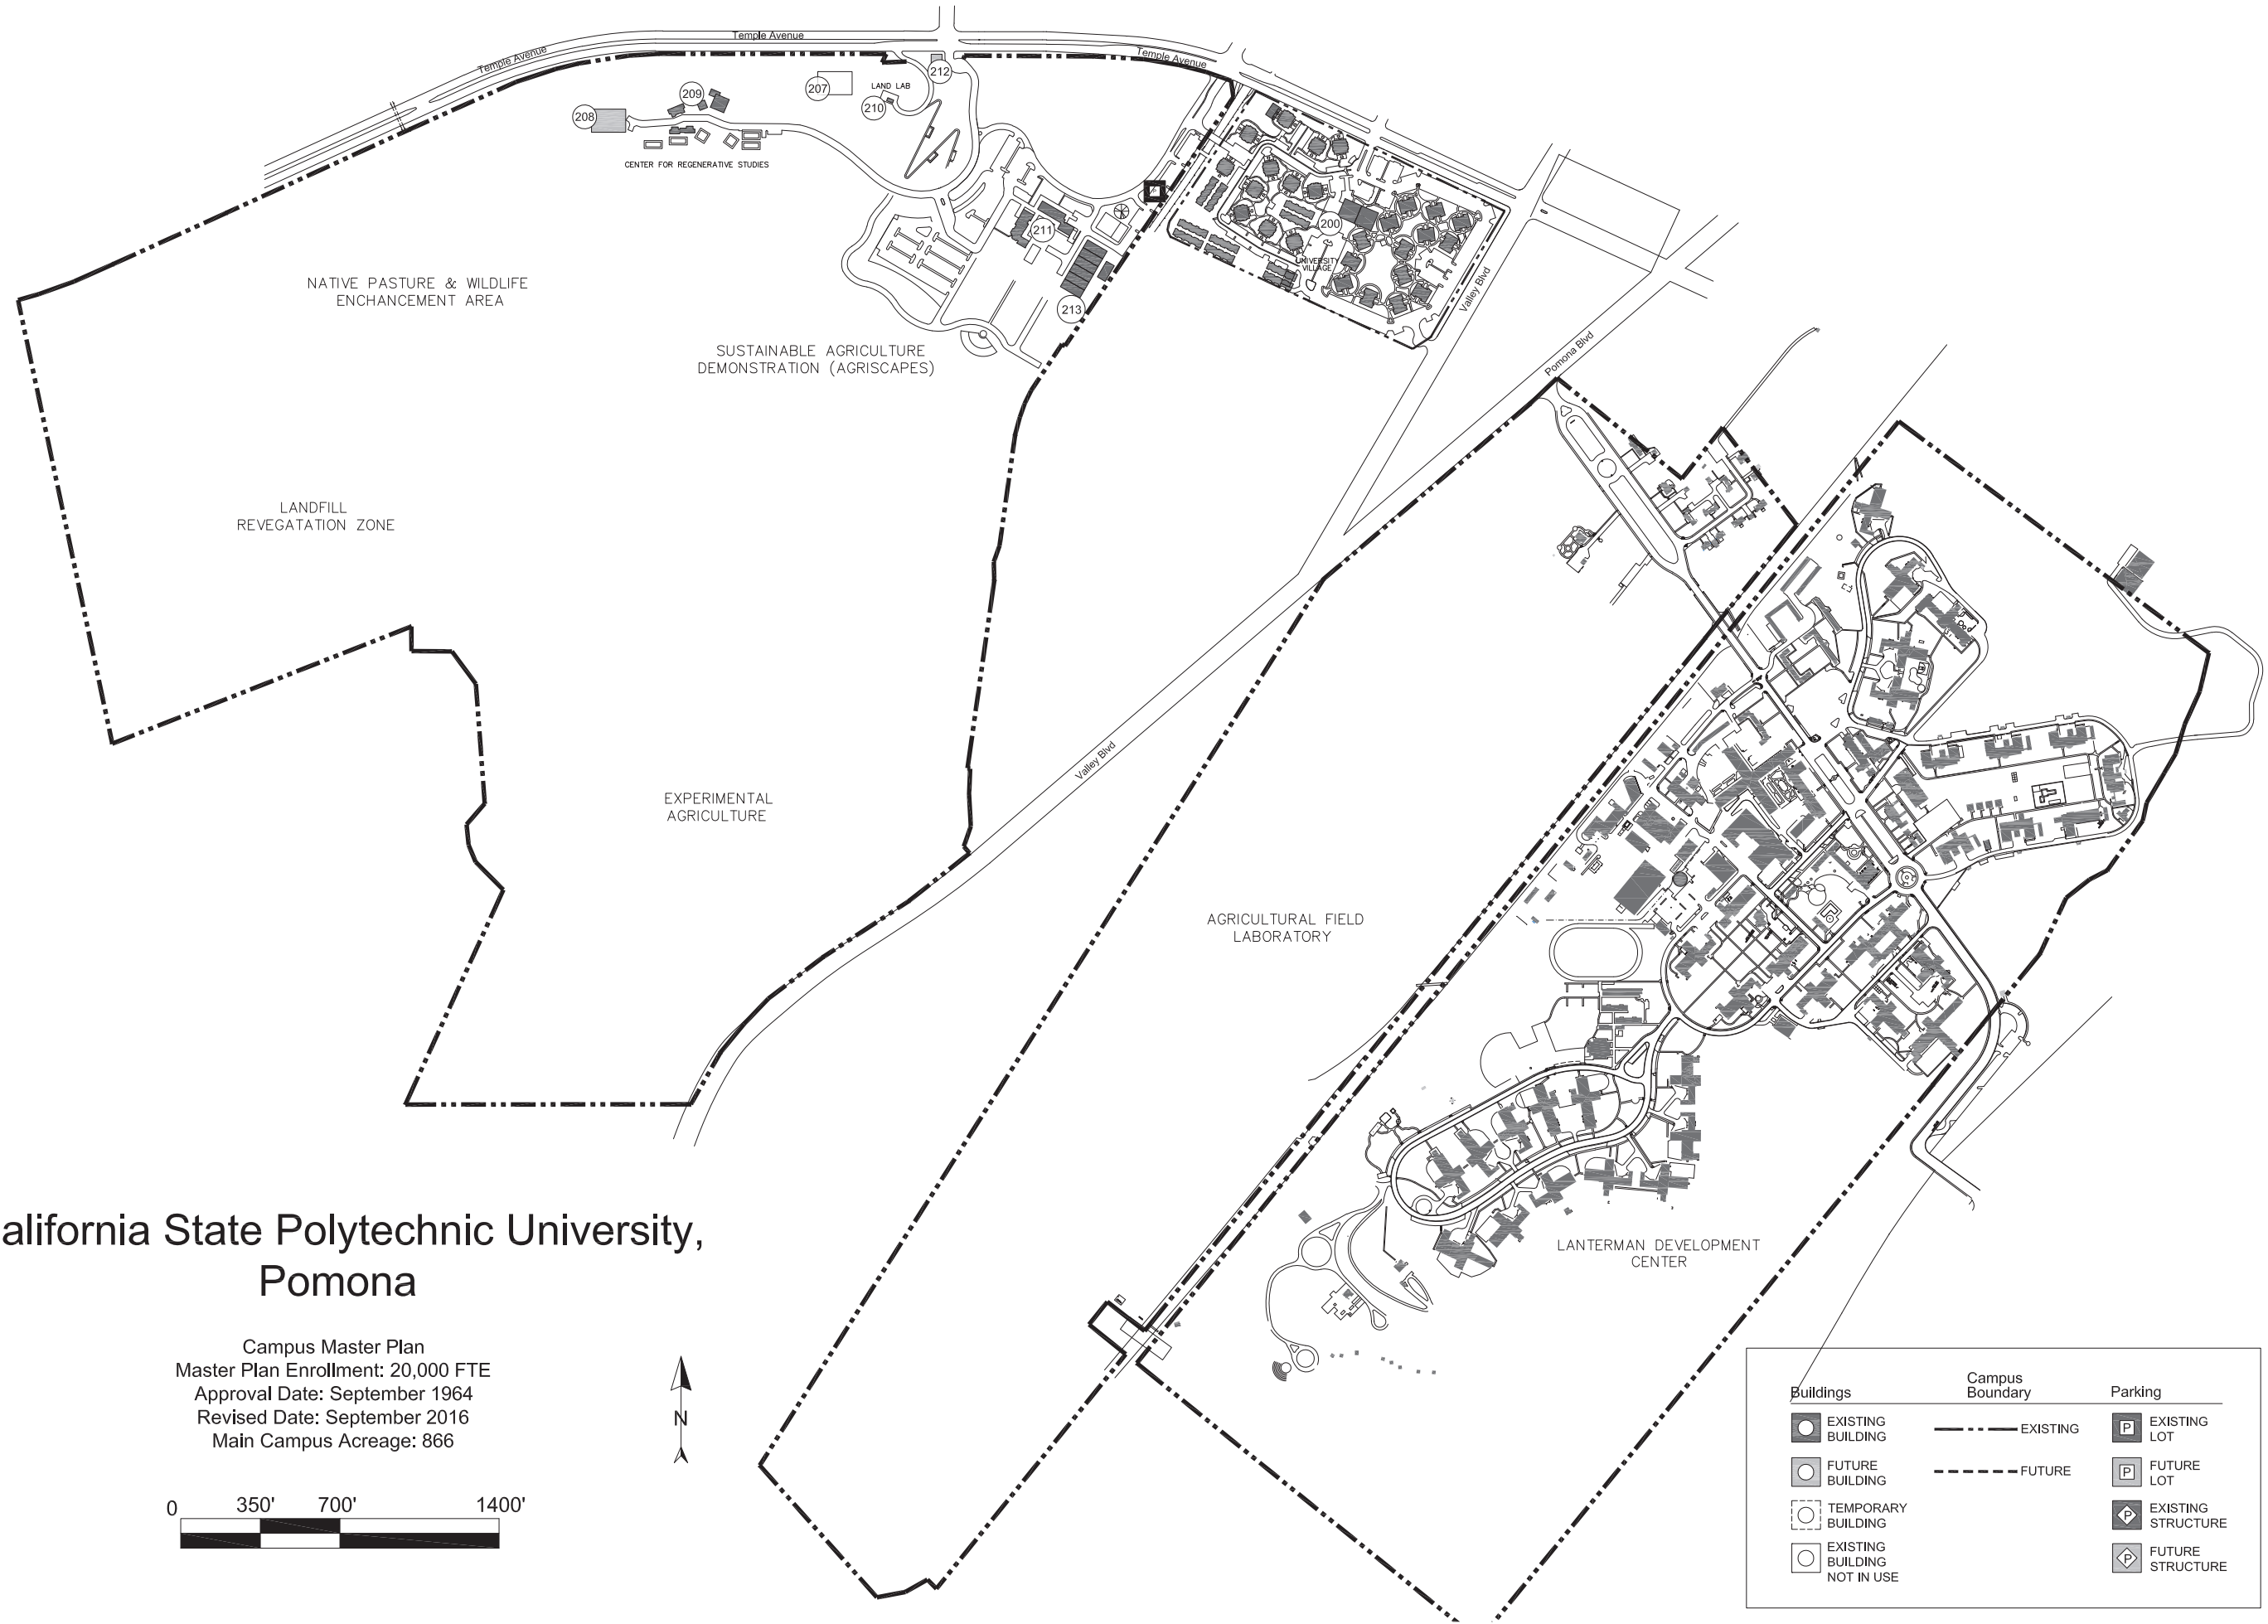 Temple Avenue
Temple Avenue
Temple Avenue
212
207
LAND LAB
209
210
208
CENTER FOR REGENERATIVE STUDIES
211
200
UNIVERSITY
VILLAGE
213
Valley Blvd
NATIVE PASTURE & WILDLIFE
ENCHANCEMENT AREA
SUSTAINABLE AGRICULTURE
DEMONSTRATION (AGRISCAPES)
Pomona Blvd
LANDFILL
REVEGATATION ZONE
Valley Blvd
EXPERIMENTAL
AGRICULTURE
AGRICULTURAL FIELD
LABORATORY
LANTERMAN DEVELOPMENT
CENTER
alifornia State Polytechnic University,
Pomona
Campus Master Plan
Master Plan Enrollment: 20,000 FTE
Approval Date: September 1964
Revised Date: September 2016
Main Campus Acreage: 866
N
0 350' 700' 1400'
Buildings
EXISTING
BUILDING
FUTURE
BUILDING
TEMPORARY
BUILDING
EXISTING
BUILDING
NOT IN USE
Campus
Boundary
EXISTING
FUTURE
Parking
P EXISTING
LOT
P FUTURE
LOT
P EXISTING
STRUCTURE
P FUTURE
STRUCTURE